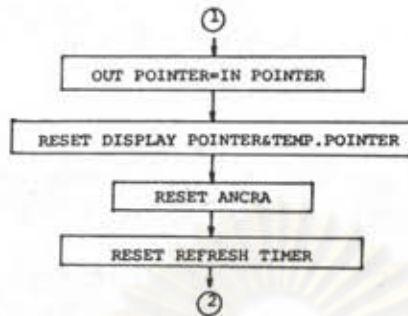 1
OUT POINTER=IN POINTER
RESET DISPLAY POINTER&TEMP.POINTER
RESET ANCRA
RESET REFRESH TIMER
2